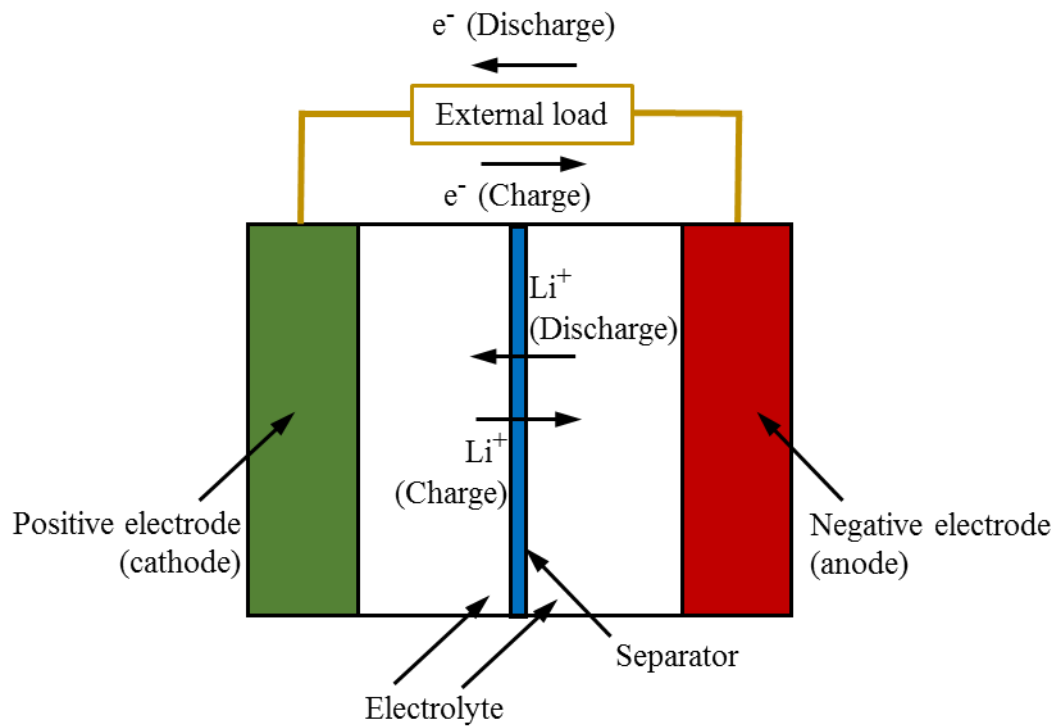 e⁻ (Discharge)
External load
e⁻ (Charge)
Li⁺
(Discharge)
Li⁺
(Charge)
Positive electrode
(cathode)
Negative electrode
(anode)
Separator
Electrolyte